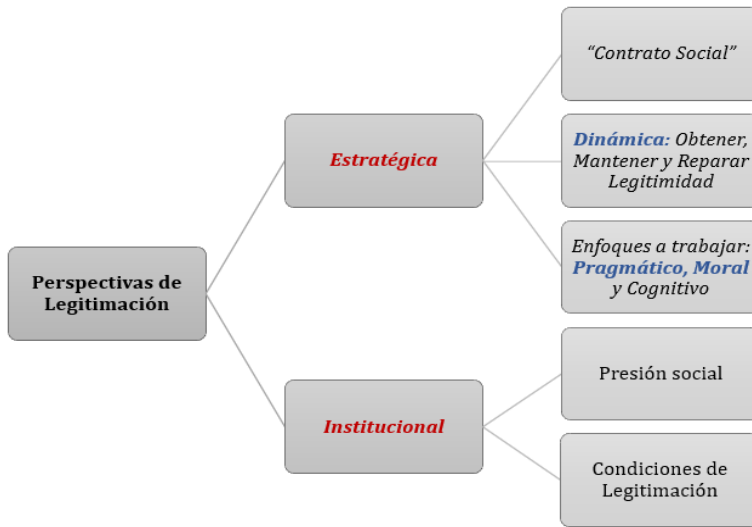 Perspectivas de
Legitimación
Estratégica
“Contrato Social”
Dinámica: Obtener,
Mantener y Reparar
Legitimidad
Enfoques a trabajar:
Pragmático, Moral
y Cognitivo
Institucional
Presión social
Condiciones de
Legitimación